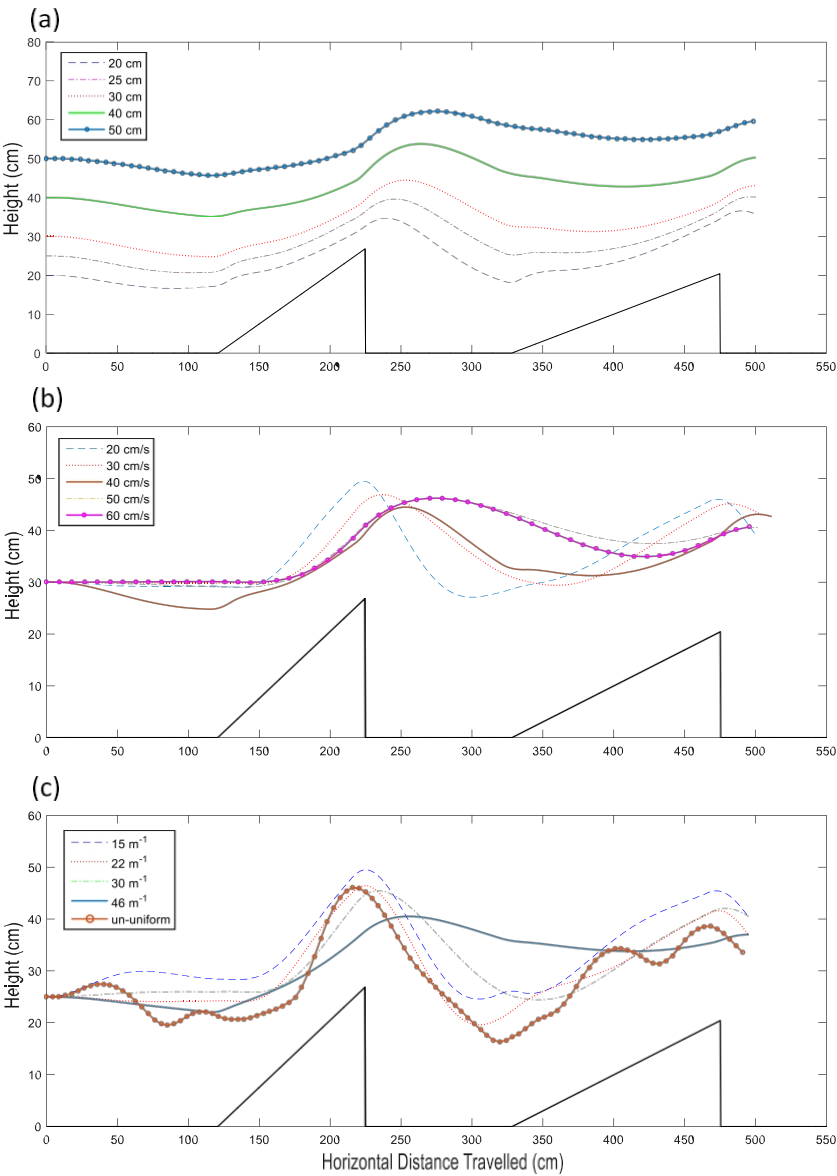 (a)
80
70
60
50
40
30
20
10
0
Height (cm)
20 cm
25 cm
30 cm
40 cm
50 cm
0 50 100 150 200 250 300 350 400 450 500 550
(b)
60
50
40
30
20
10
0
Height (cm)
20 cm/s
30 cm/s
40 cm/s
50 cm/s
60 cm/s
0 50 100 150 200 250 300 350 400 450 500 550
(c)
60
50
40
30
20
10
0
Height (cm)
15 m⁻¹
22 m⁻¹
30 m⁻¹
46 m⁻¹
un-uniform
0 50 100 150 200 250 300 350 400 450 500 550
Horizontal Distance Travelled (cm)